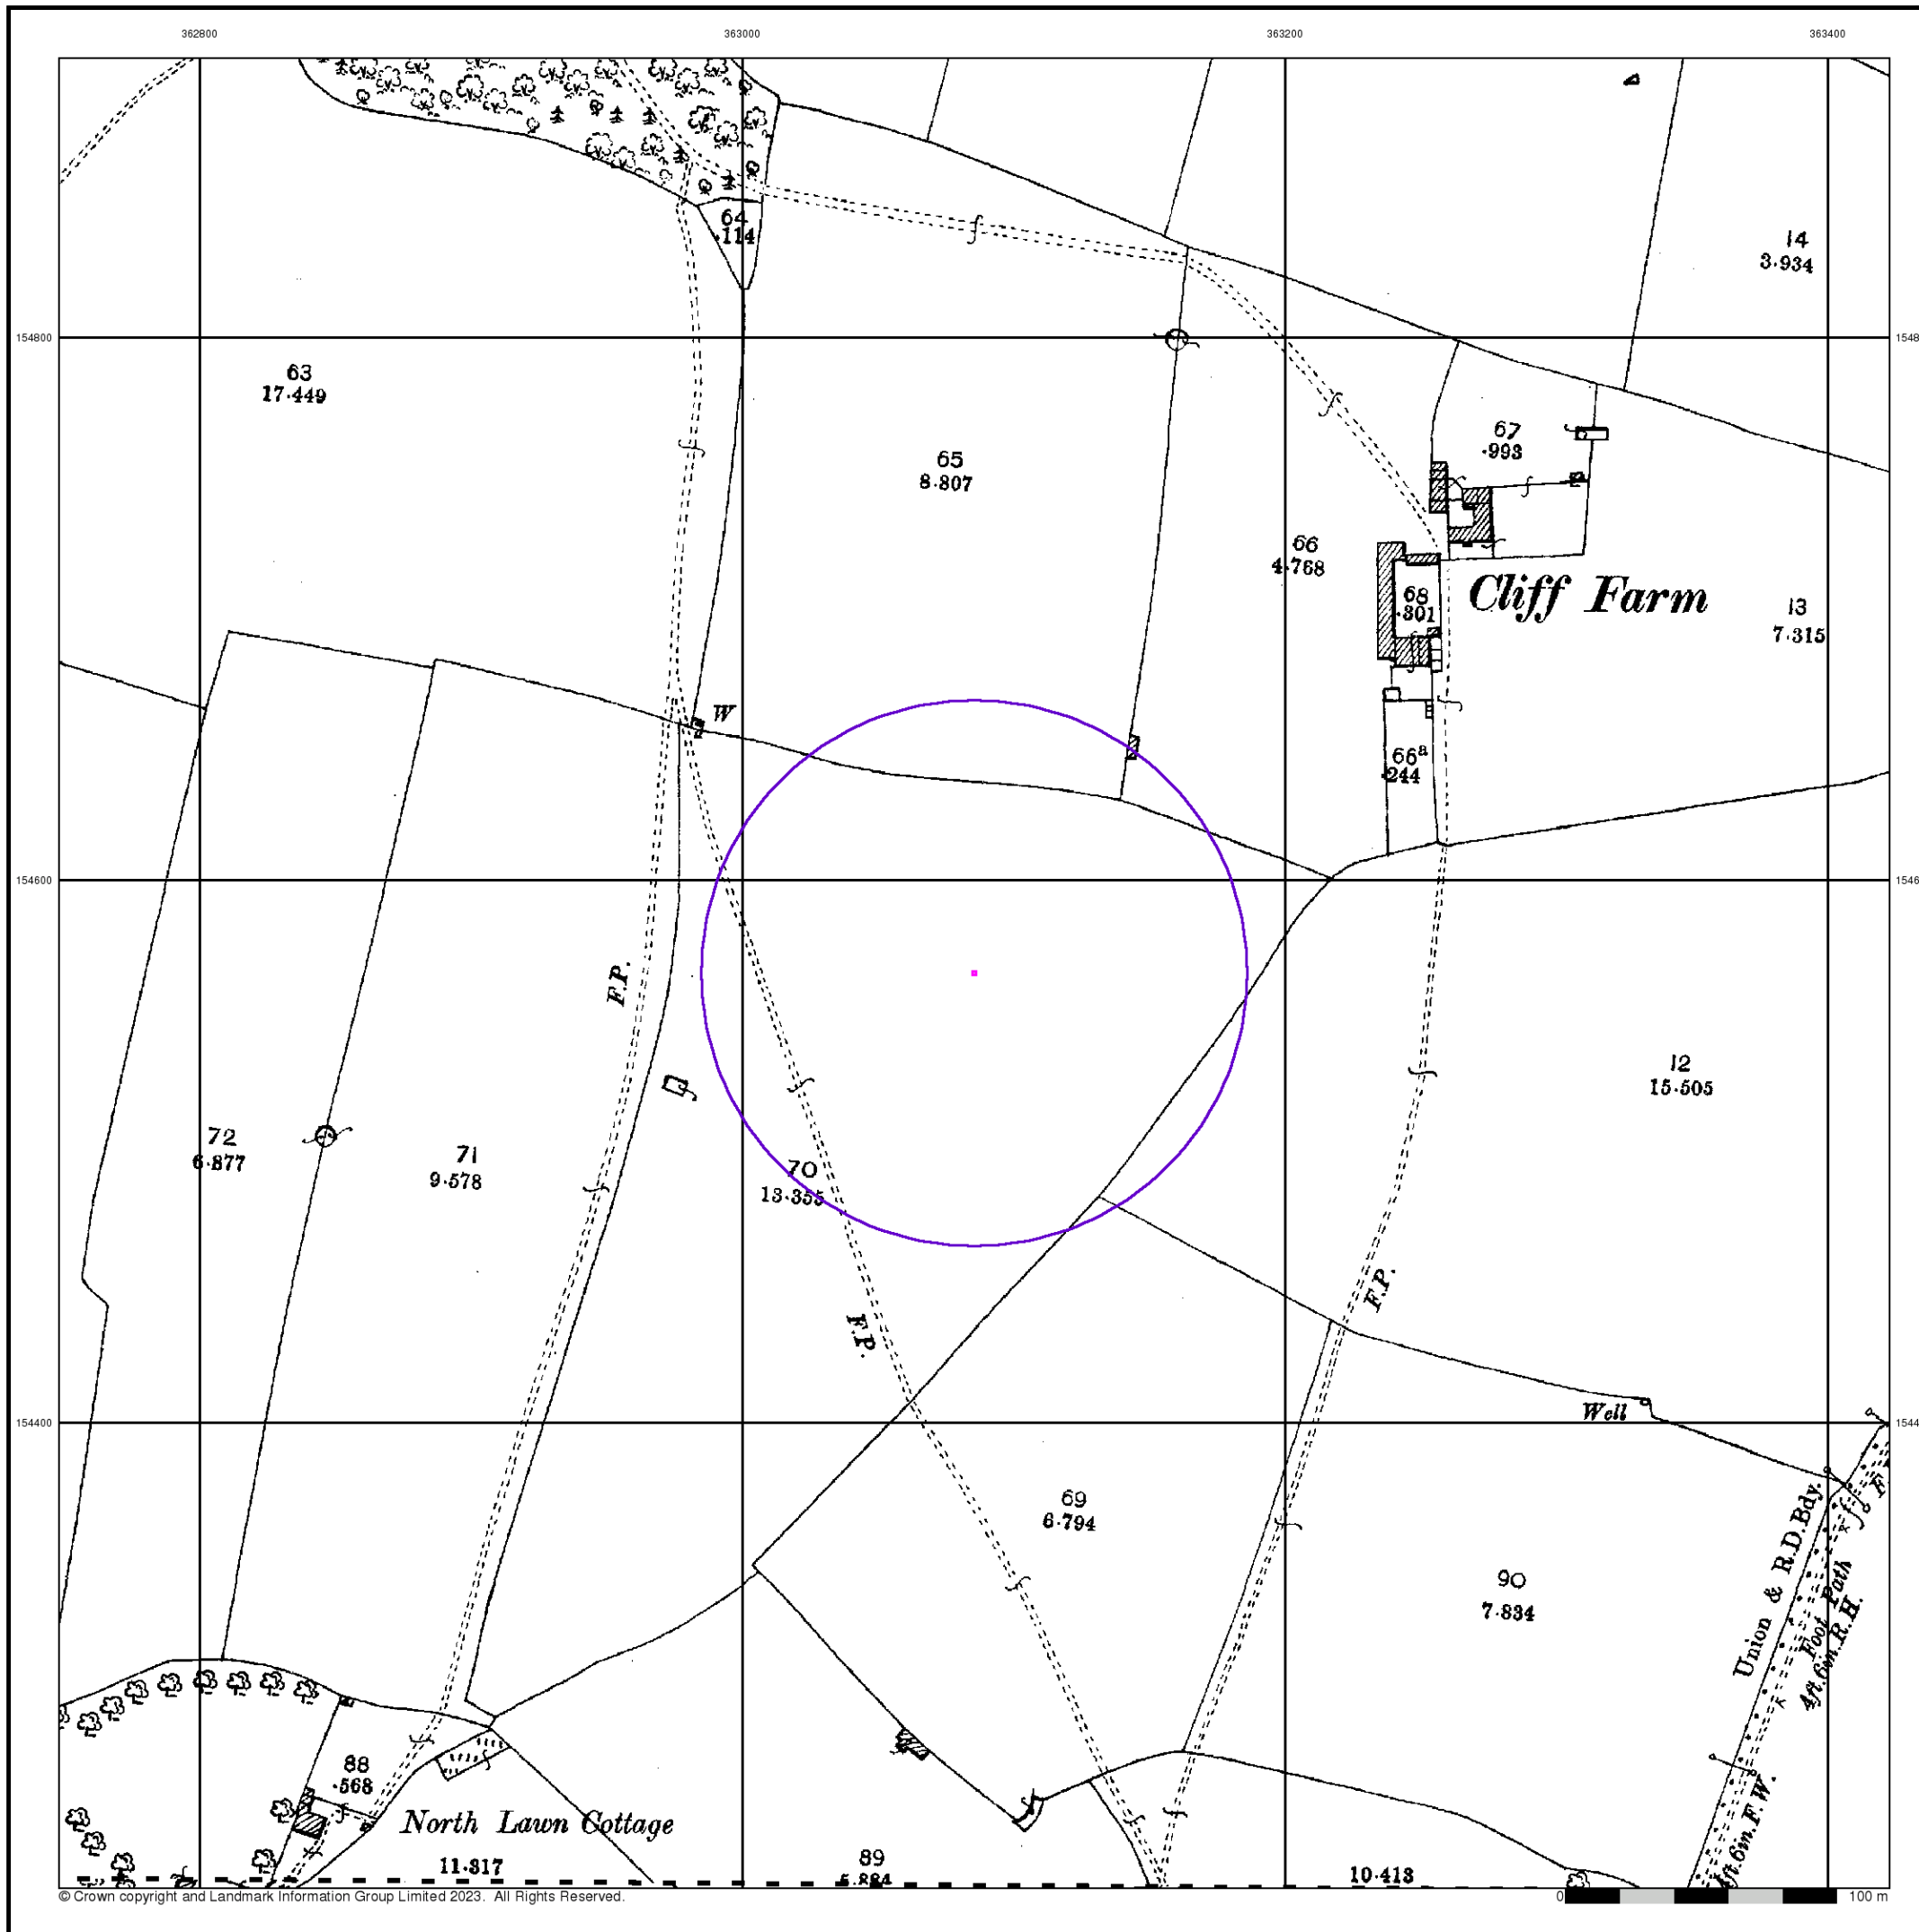 362800 363000 363200 363400
64
.114
14
3.934
154800
1548
63
17.449
67
.993
65
8.807
66
4.768
68
.301
Cliff Farm
13
7.315
W
66a
.244
154600
1546
F.P.
12
15.505
72
6.877
71
9.578
70
13.355
F.P.
F.P.
Well
154400
1544
69
6.794
90
7.834
Union & R.D. Bdy.
Foot Path
4ft. 6in. R.H.
F
88
.568
North Lawn Cottage
4ft. 6in. F.W.
11.317
89
5.884
10.413
© Crown copyright and Landmark Information Group Limited 2023. All Rights Reserved.
0 100 m